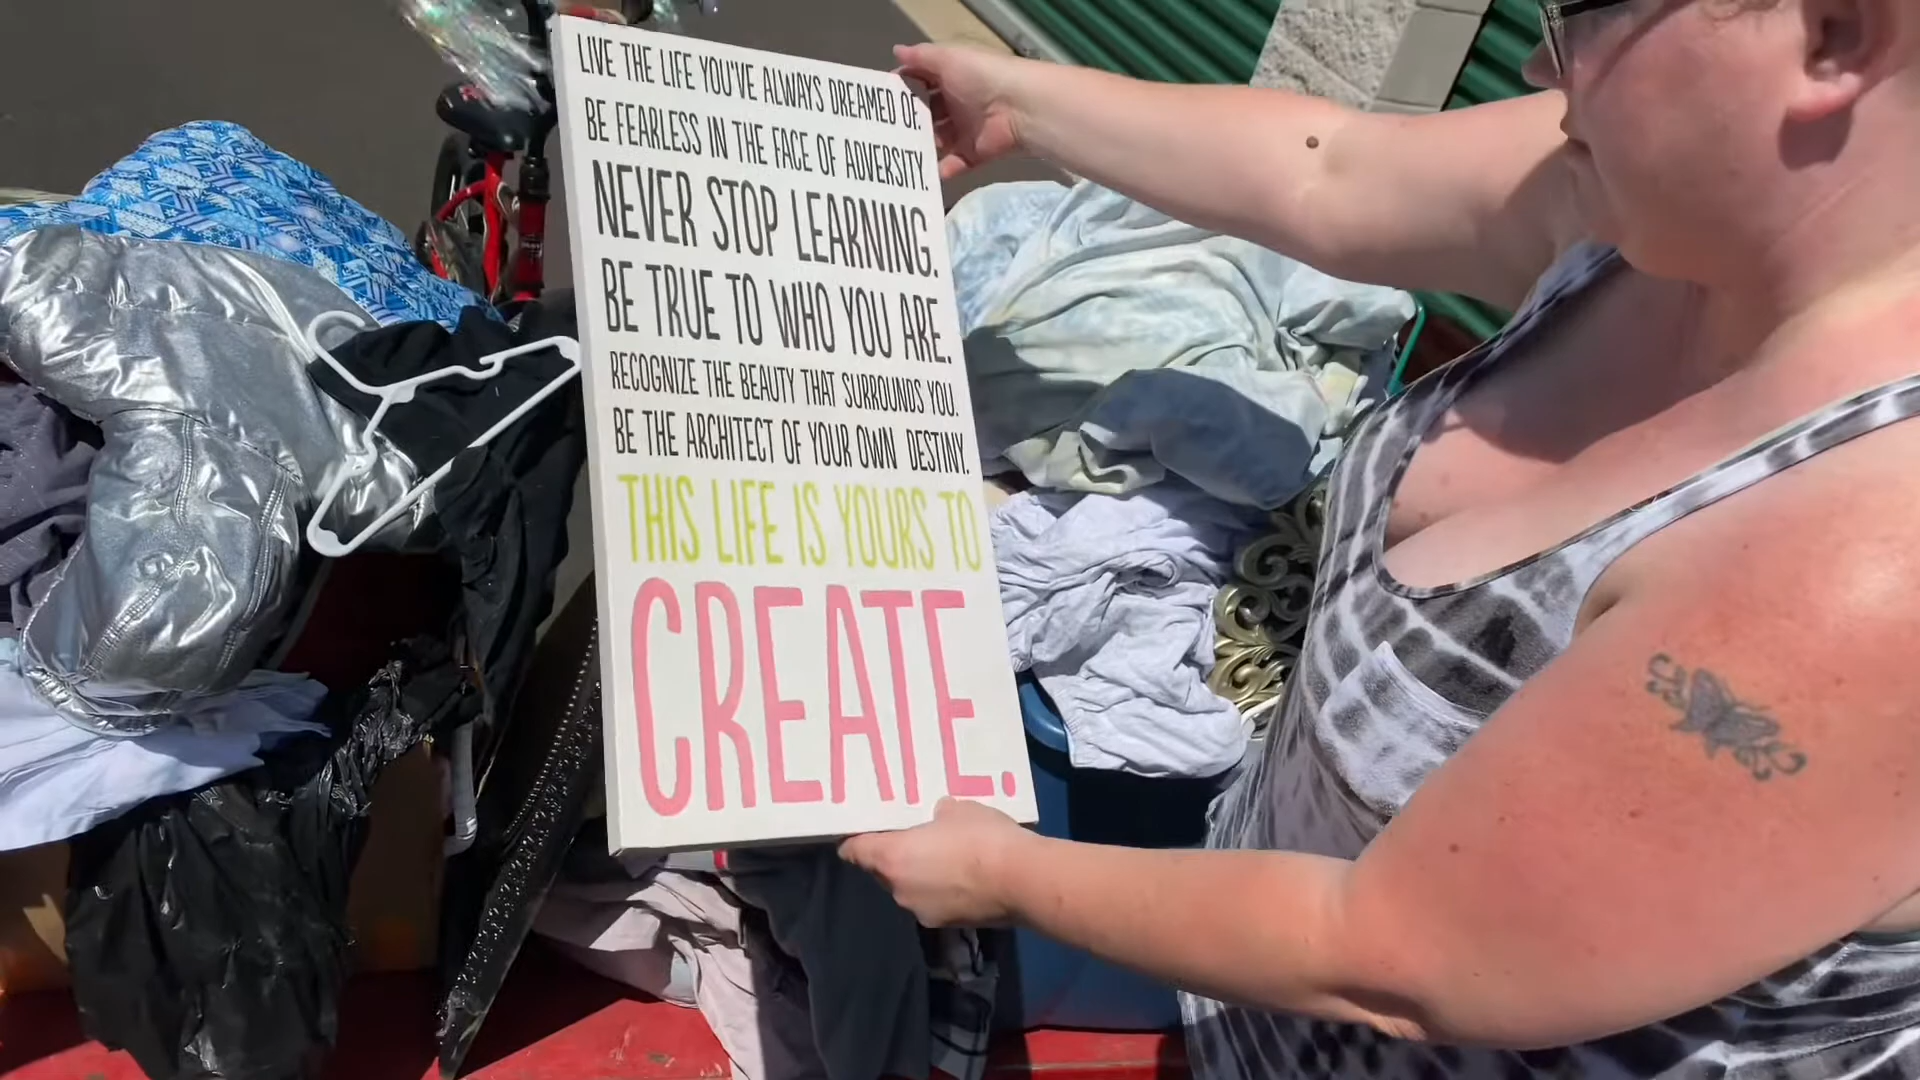 LIVE THE LIFE YOU'VE ALWAYS DREAMED OF.
BE FEARLESS IN THE FACE OF ADVERSITY.
NEVER STOP LEARNING.
BE TRUE TO WHO YOU ARE.
RECOGNIZE THE BEAUTY THAT SURROUNDS YOU.
BE THE ARCHITECT OF YOUR OWN DESTINY.
THIS LIFE IS YOURS TO
CREATE.